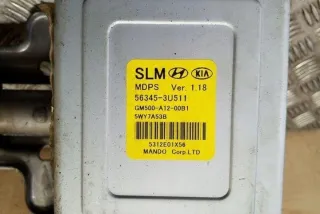 SLM KIA
MDPS Ver. 1.18
56345-3U511
GM500-A12-00B1
5WY7A53B
5312E01X56
MANDO Corp.LTD